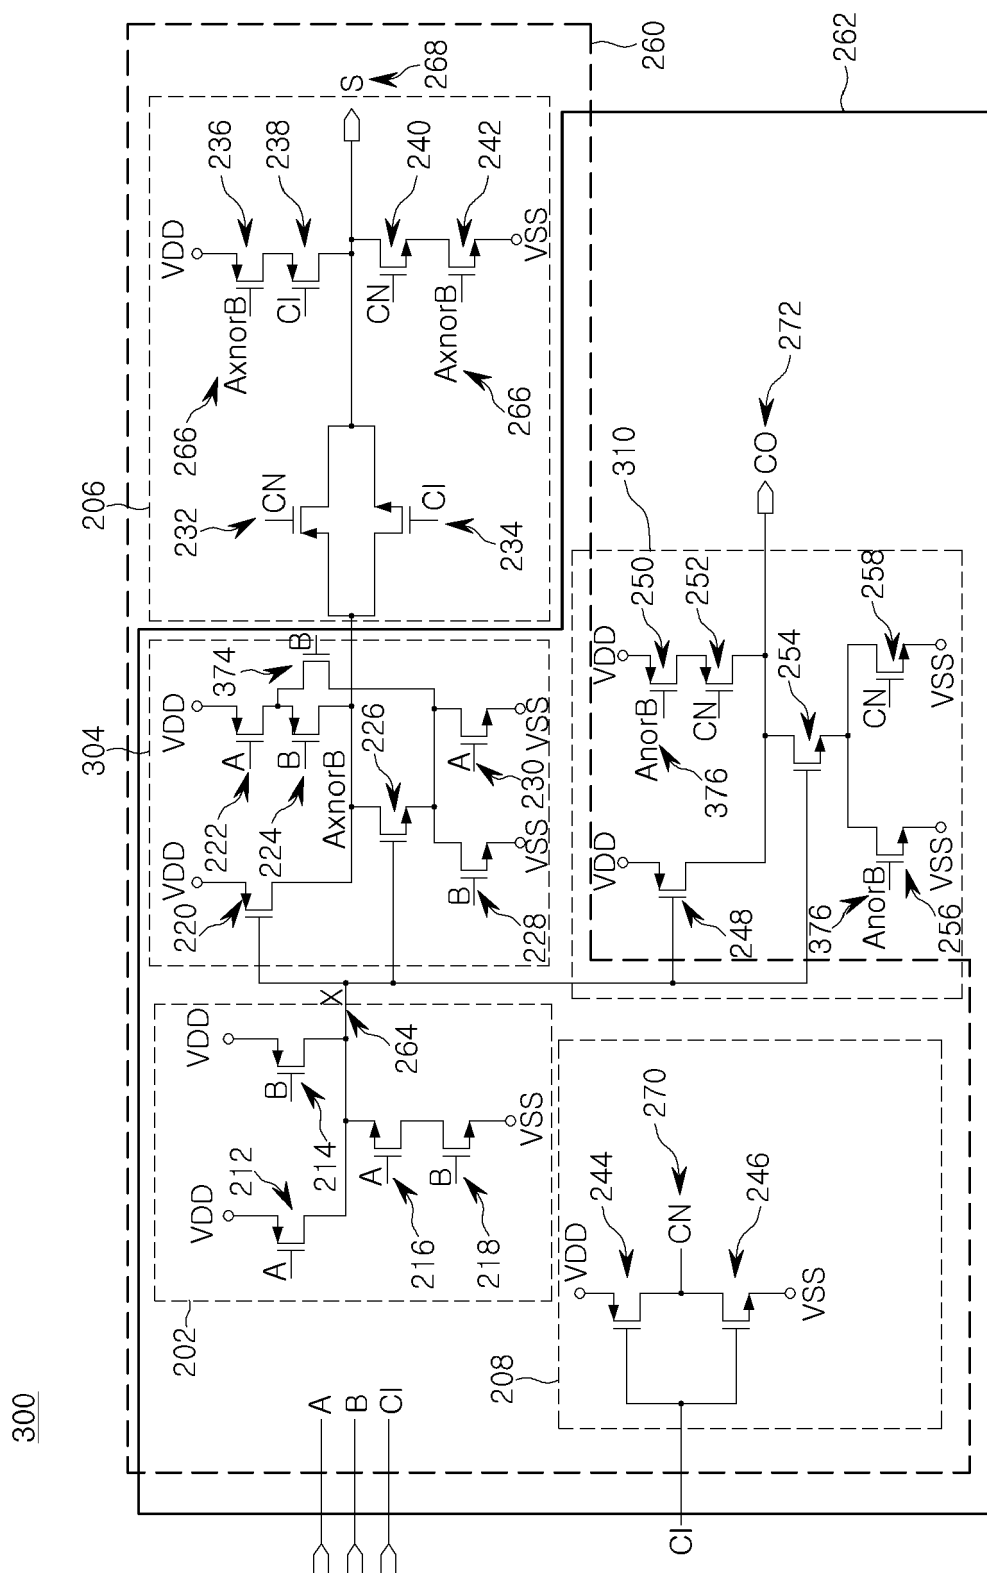 300
A
B
CI
202
VDD
212
A
VDD
B
214
A
216
B
218
VSS
X
264
304
VDD
220
VDD
A
222
B
224
374
B
AxnorB
226
B
228
VSS
A
230
VSS
206
232
CN
CI
234
266
AxnorB
VDD
236
CI
238
CN
240
AxnorB
266
242
VSS
S
268
260
262
208
CI
VDD
244
CN
270
246
VSS
310
VDD
248
VDD
AnorB
376
250
CN
252
254
CO
272
376
AnorB
256
VSS
CN
258
VSS